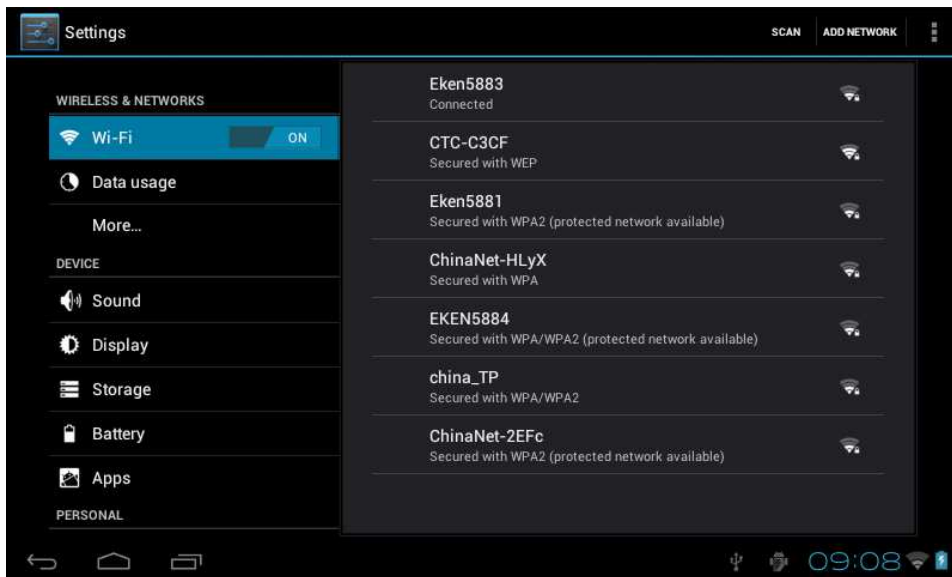 Settings
SCAN
ADD NETWORK
WIRELESS & NETWORKS
Wi-Fi
ON
Data usage
More...
DEVICE
Sound
Display
Storage
Battery
Apps
PERSONAL
Eken5883
Connected
CTC-C3CF
Secured with WEP
Eken5881
Secured with WPA2 (protected network available)
ChinaNet-HLyX
Secured with WPA
EKEN5884
Secured with WPA/WPA2 (protected network available)
china_TP
Secured with WPA/WPA2
ChinaNet-2EFc
Secured with WPA2 (protected network available)
09:08